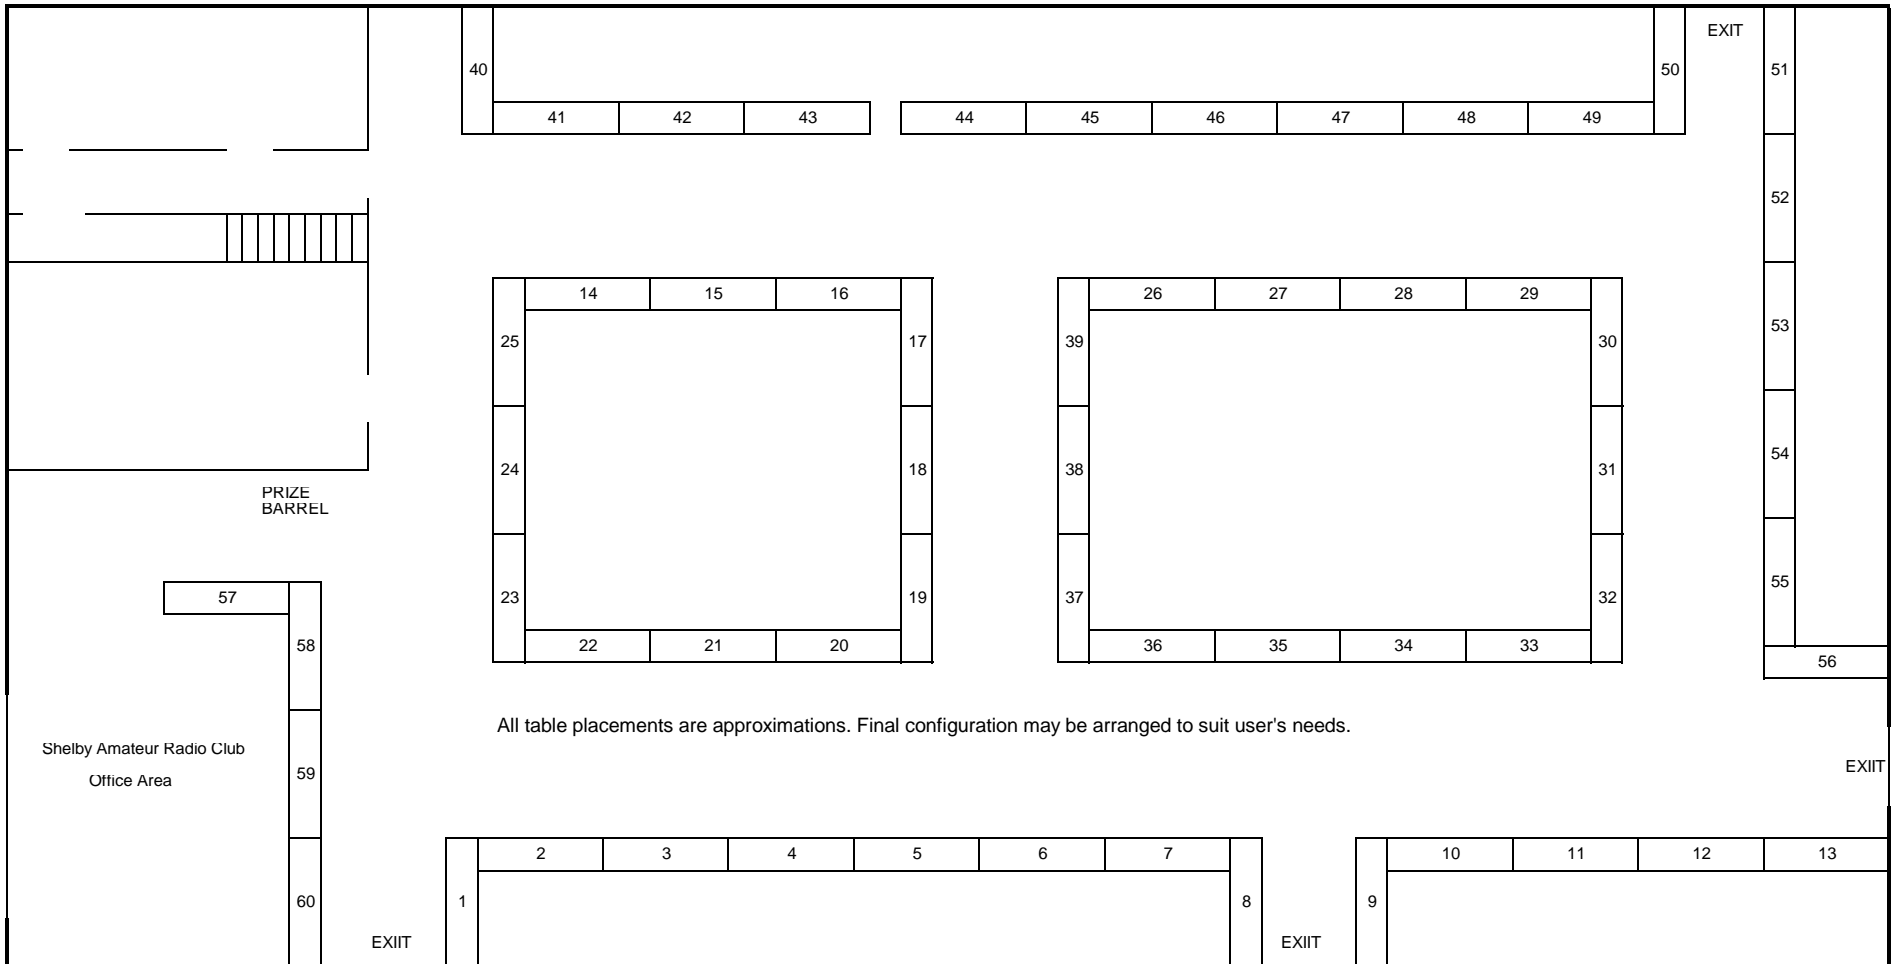 EXIT
40
50
51
41 42 43 44 45 46 47 48 49
52
14 15 16 26 27 28 29
53
25 17 39 30
54
24 18 38 31
PRIZE
BARREL
55
57 23 19 37 32
58 22 21 20 36 35 34 33
56
All table placements are approximations. Final configuration may be arranged to suit user's needs.
Shelby Amateur Radio Club
Office Area
59
EXIIT
2 3 4 5 6 7 10 11 12 13
60 1 8 9
EXIIT EXIIT